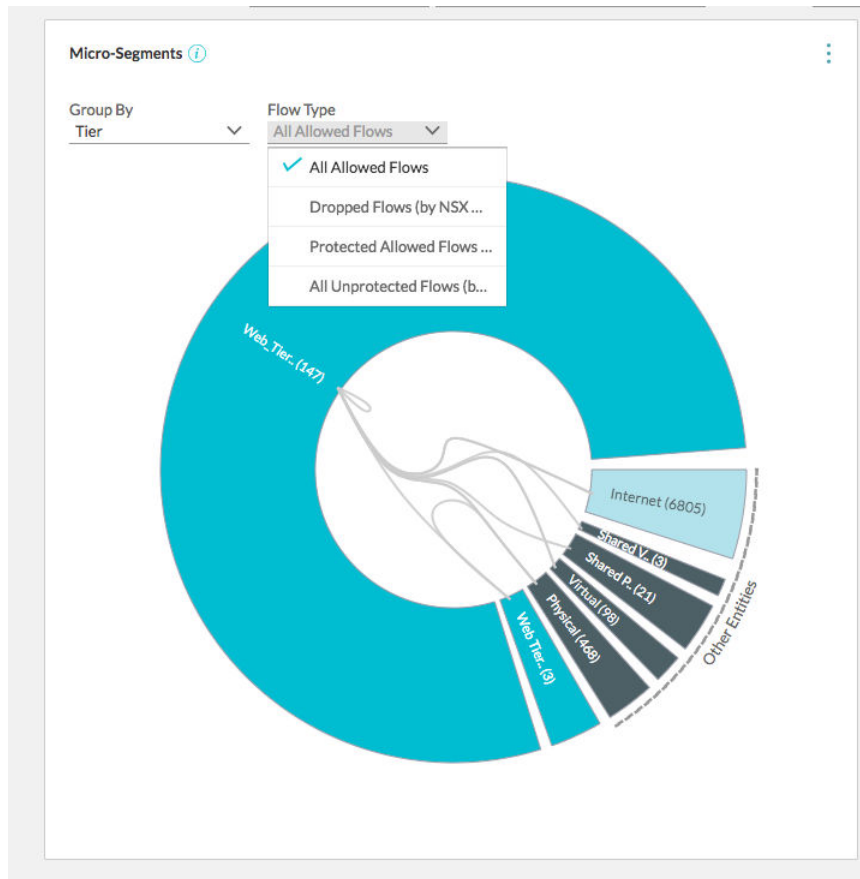 Micro-Segments i
Group By
Tier
Flow Type
All Allowed Flows
All Allowed Flows
Dropped Flows (by NSX ...
Protected Allowed Flows ...
All Unprotected Flows (b...
Web_Tier.. (147)
Internet (6805)
Shared V.. (3)
Shared P.. (21)
Virtual (98)
Physical (468)
Web Tier.. (3)
Other Entities